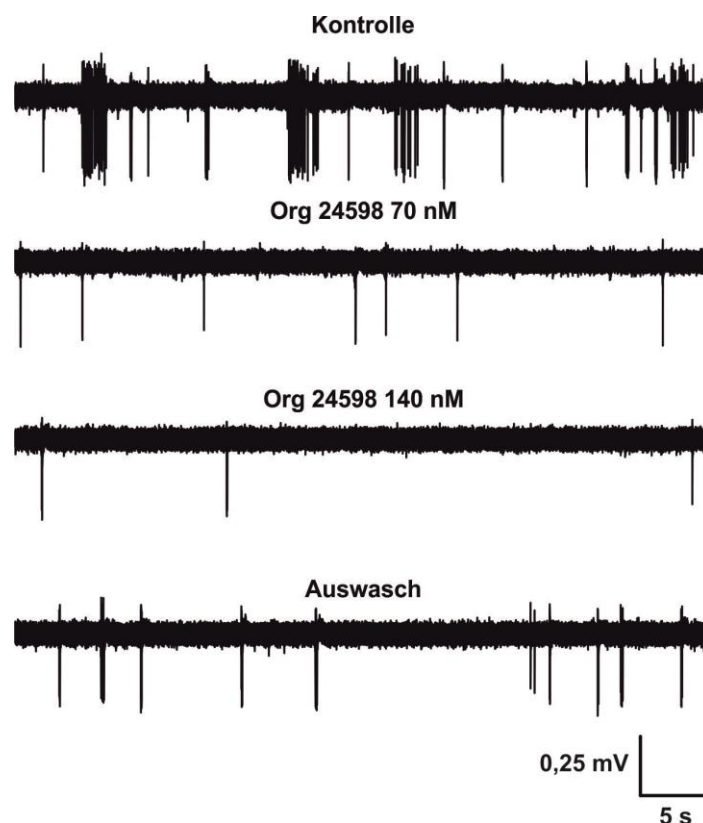 Kontrolle
Org 24598 70 nM
Org 24598 140 nM
Auswasch
0,25 mV
5 s